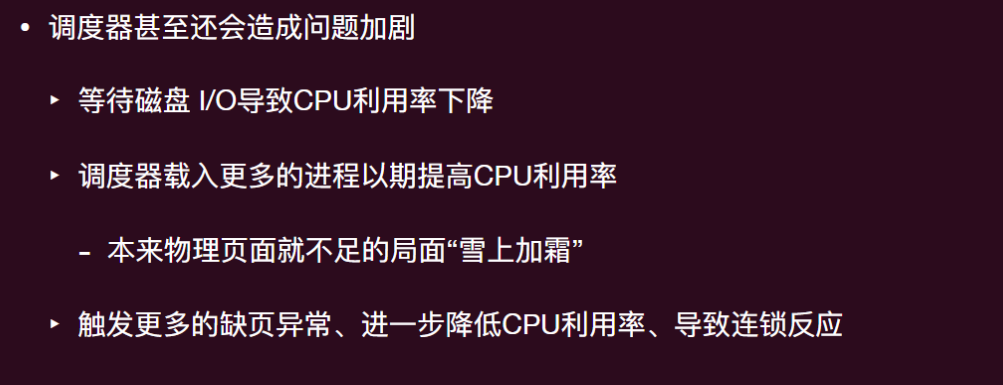 • 调度器甚至还会造成问题加剧
‣ 等待磁盘 I/O导致CPU利用率下降
‣ 调度器载入更多的进程以期提高CPU利用率
– 本来物理页面就不足的局面“雪上加霜”
‣ 触发更多的缺页异常、进一步降低CPU利用率、导致连锁反应